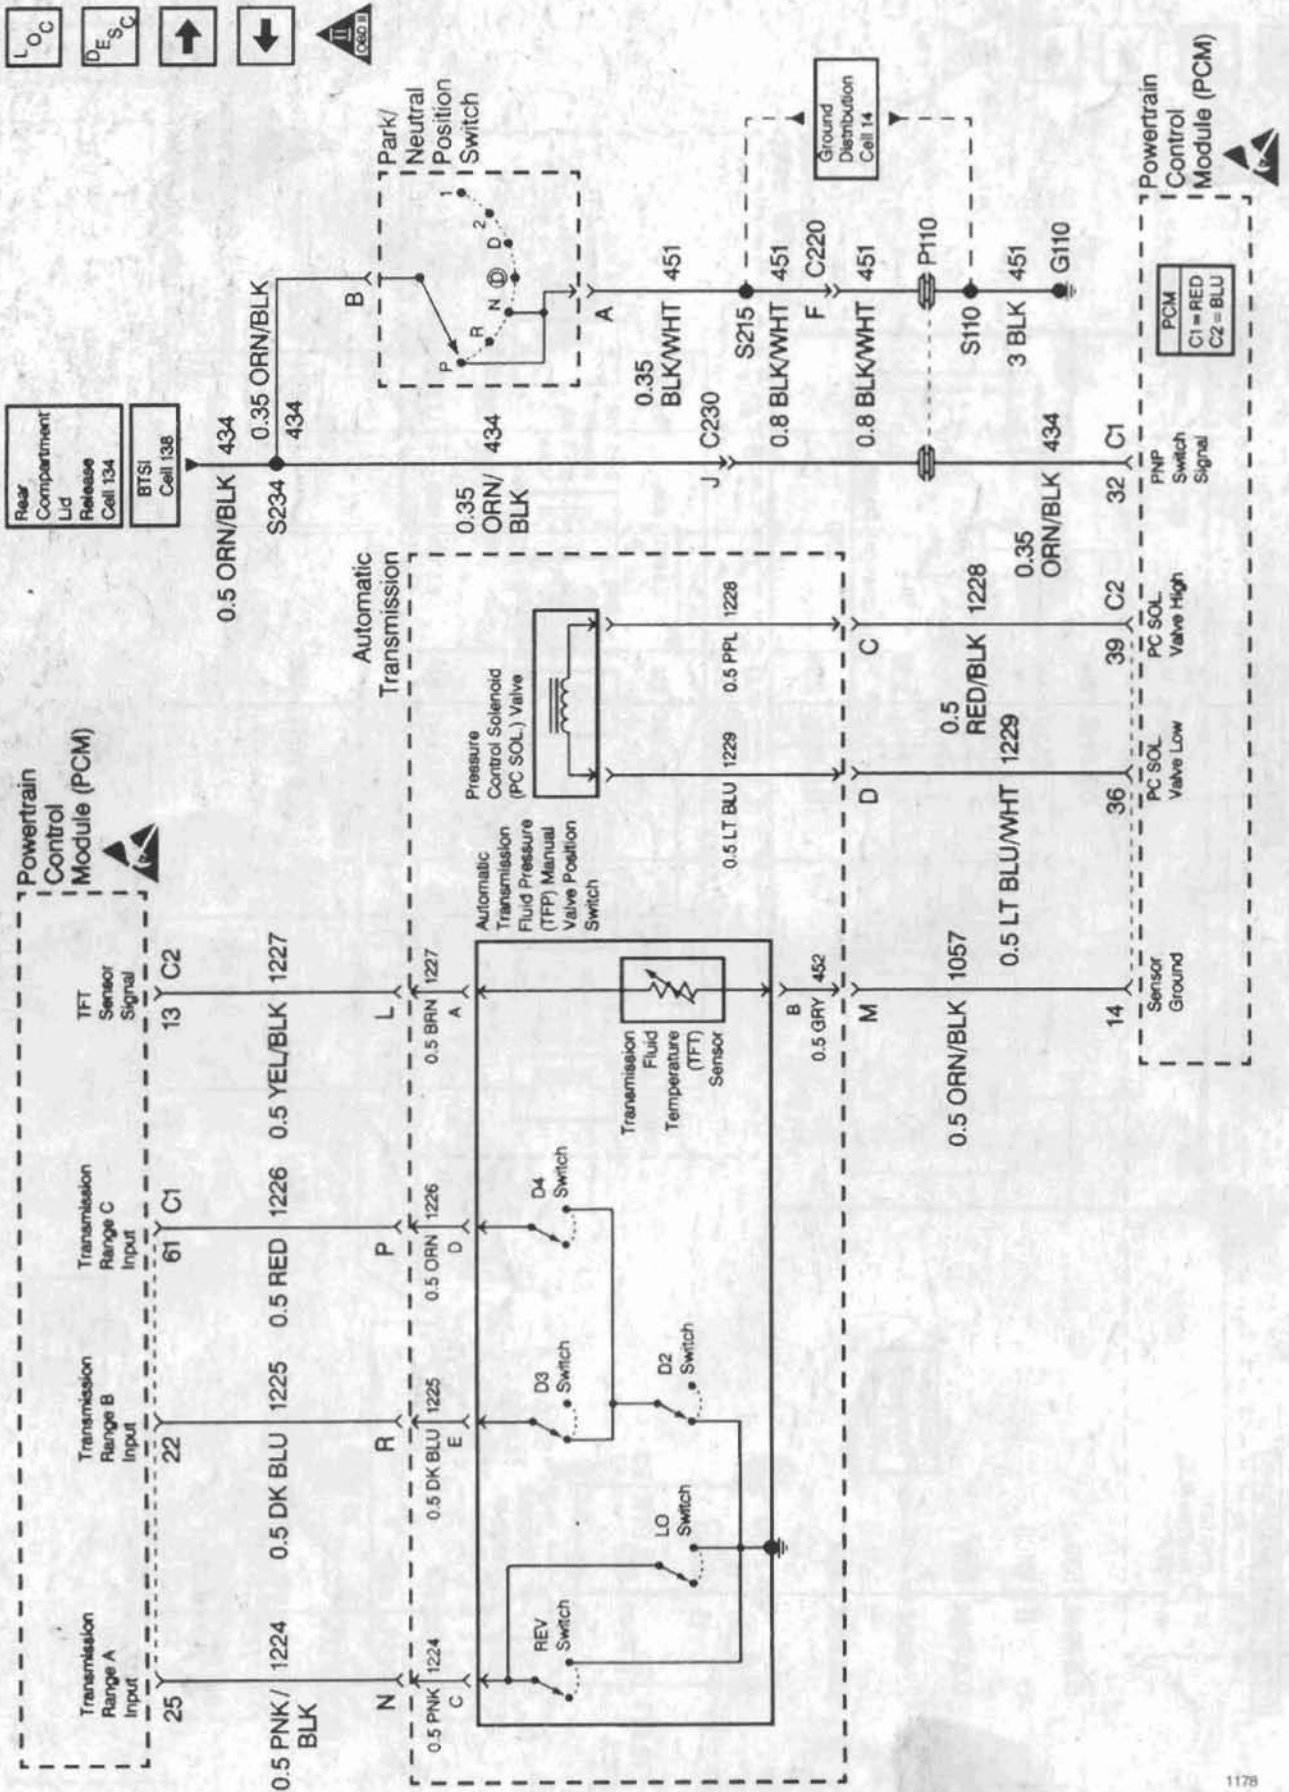 LOC
DESC
II
OBD II
Rear
Compartment
Lid
Release
Cell 134
BTSI
Cell 138
0.5 ORN/BLK 434
S234
0.35 ORN/BLK
434
B
Park/
Neutral
Position
Switch
P
R
N
D
D
2
1
A
0.35
BLK/WHT 451
S215
0.8 BLK/WHT 451
F
C220
0.8 BLK/WHT 451
P110
S110
3 BLK 451
G110
Ground
Distribution
Cell 14
0.35
ORN/
BLK
434
J
C230
0.35
ORN/BLK 434
32
C1
PNP
Switch
Signal
Powertrain
Control
Module (PCM)
PCM
C1 = RED
C2 = BLU
Powertrain
Control
Module (PCM)
TFT
Sensor
Signal
13
C2
0.5 YEL/BLK 1227
L
0.5 BRN 1227
A
Transmission
Range C
Input
61
C1
0.5 RED 1226
P
0.5 ORN 1226
D
Transmission
Range B
Input
22
0.5 DK BLU 1225
R
0.5 DK BLU 1225
E
Transmission
Range A
Input
25
0.5 PNK/
BLK
1224
N
0.5 PNK 1224
C
Automatic
Transmission
Pressure
Control Solenoid
(PC SOL) Valve
0.5 PPL 1228
C
0.5
RED/BLK 1228
39
C2
PC SOL
Valve High
0.5 LT BLU 1229
D
0.5 LT BLU/WHT 1229
36
PC SOL
Valve Low
Automatic
Transmission
Fluid Pressure
(TFP) Manual
Valve Position
Switch
Transmission
Fluid
Temperature
(TFT)
Sensor
B
0.5 GRY 452
M
0.5 ORN/BLK 1057
14
Sensor
Ground
D4
Switch
D3
Switch
D2
Switch
LO
Switch
REV
Switch
1178